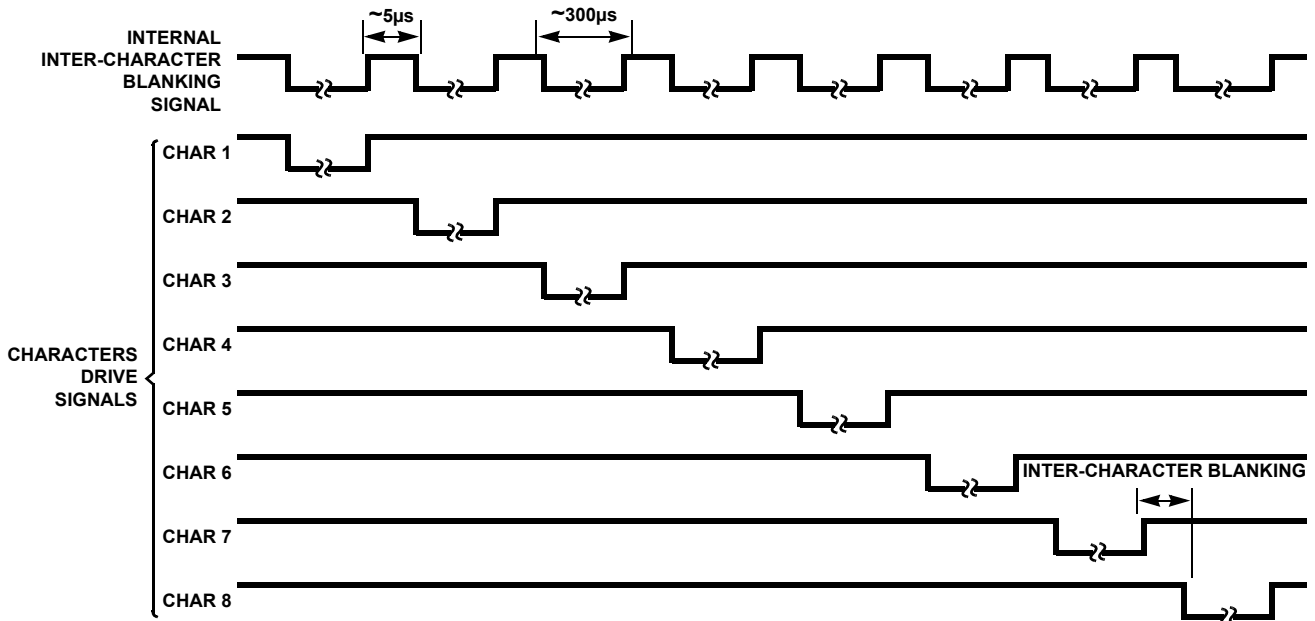 ~5µs
~300µs
INTERNAL
INTER-CHARACTER
BLANKING
SIGNAL
CHARACTERS
DRIVE
SIGNALS
CHAR 1
CHAR 2
CHAR 3
CHAR 4
CHAR 5
CHAR 6
INTER-CHARACTER BLANKING
CHAR 7
CHAR 8